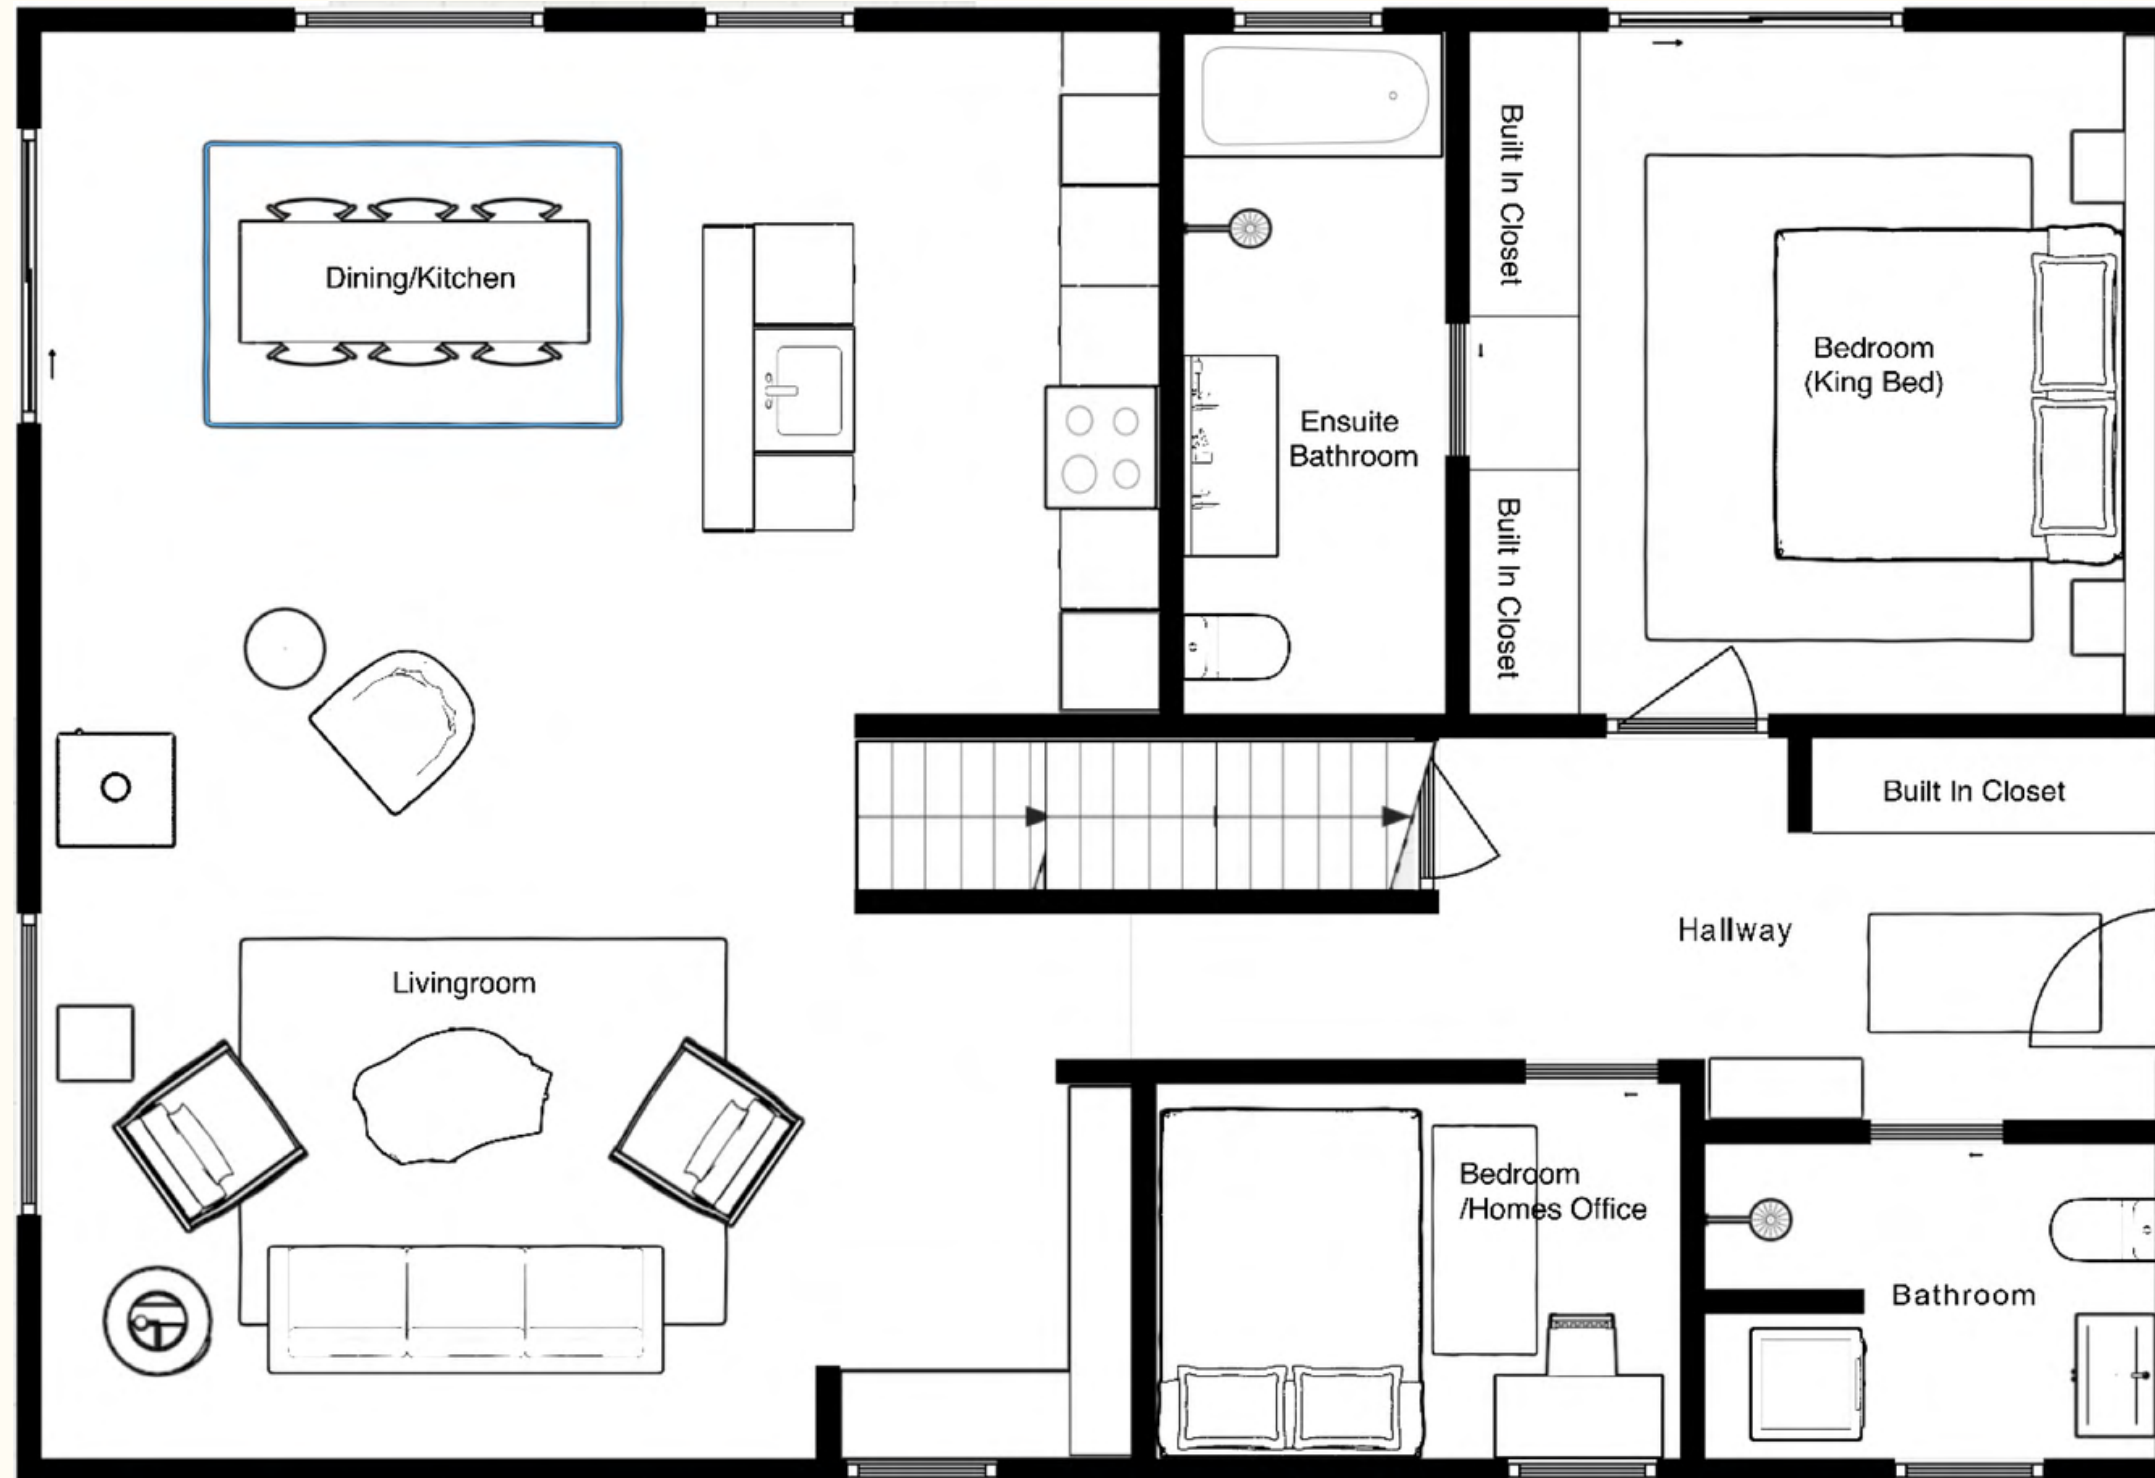 Dining/Kitchen
Built In Closet
Bedroom
(King Bed)
Ensuite
Bathroom
Built In Closet
Built In Closet
Hallway
Livingroom
Bedroom
/Homes Office
Bathroom